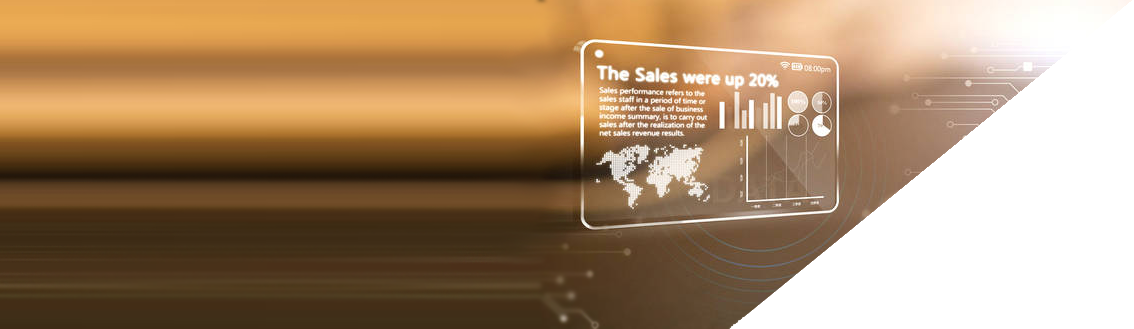 08:00pm
The Sales were up 20%
Sales performance refers to the
sales staff in a period of time or
stage after the sale of business
income summary, is to carry out
sales after the realization of the
net sales revenue results.